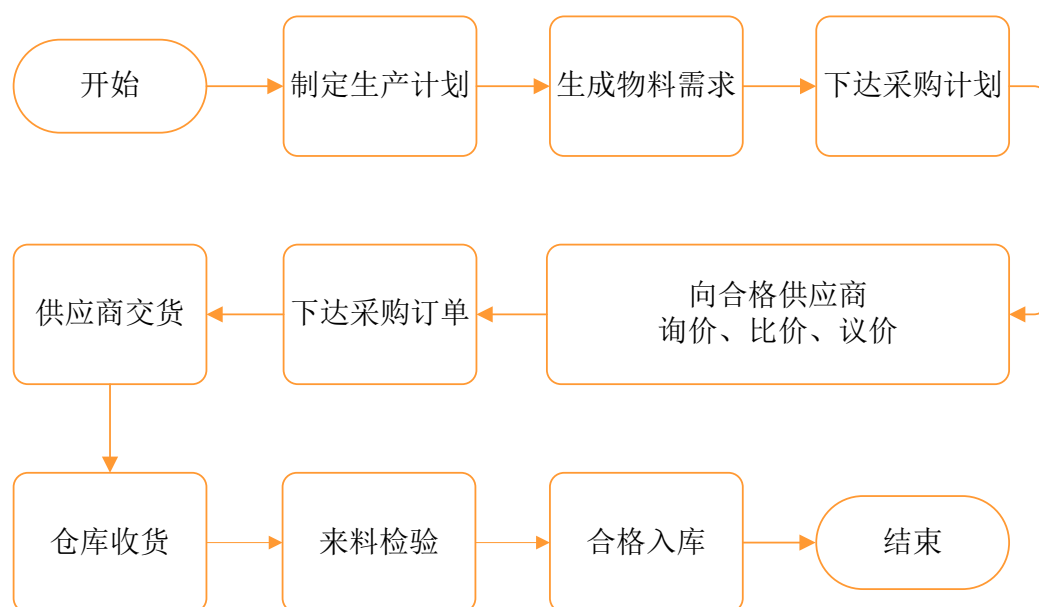 开始
制定生产计划
生成物料需求
下达采购计划
向合格供应商
询价、比价、议价
下达采购订单
供应商交货
仓库收货
来料检验
合格入库
结束